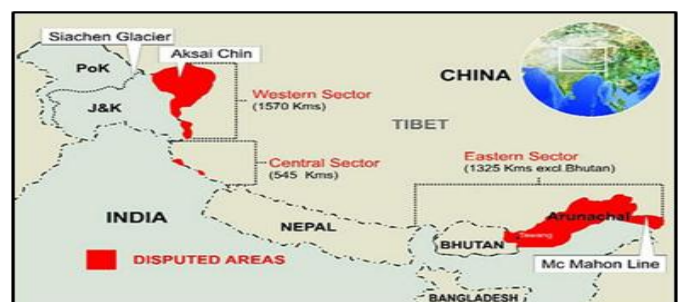 Siachen Glacier
Aksai Chin
PoK
J&K
CHINA
Western Sector
(1570 Kms)
TIBET
Central Sector
(545 Kms)
Eastern Sector
(1325 Kms excl.Bhutan)
INDIA
NEPAL
BHUTAN
Tawang
Arunachal
Mc Mahon Line
DISPUTED AREAS
BANGLADESH